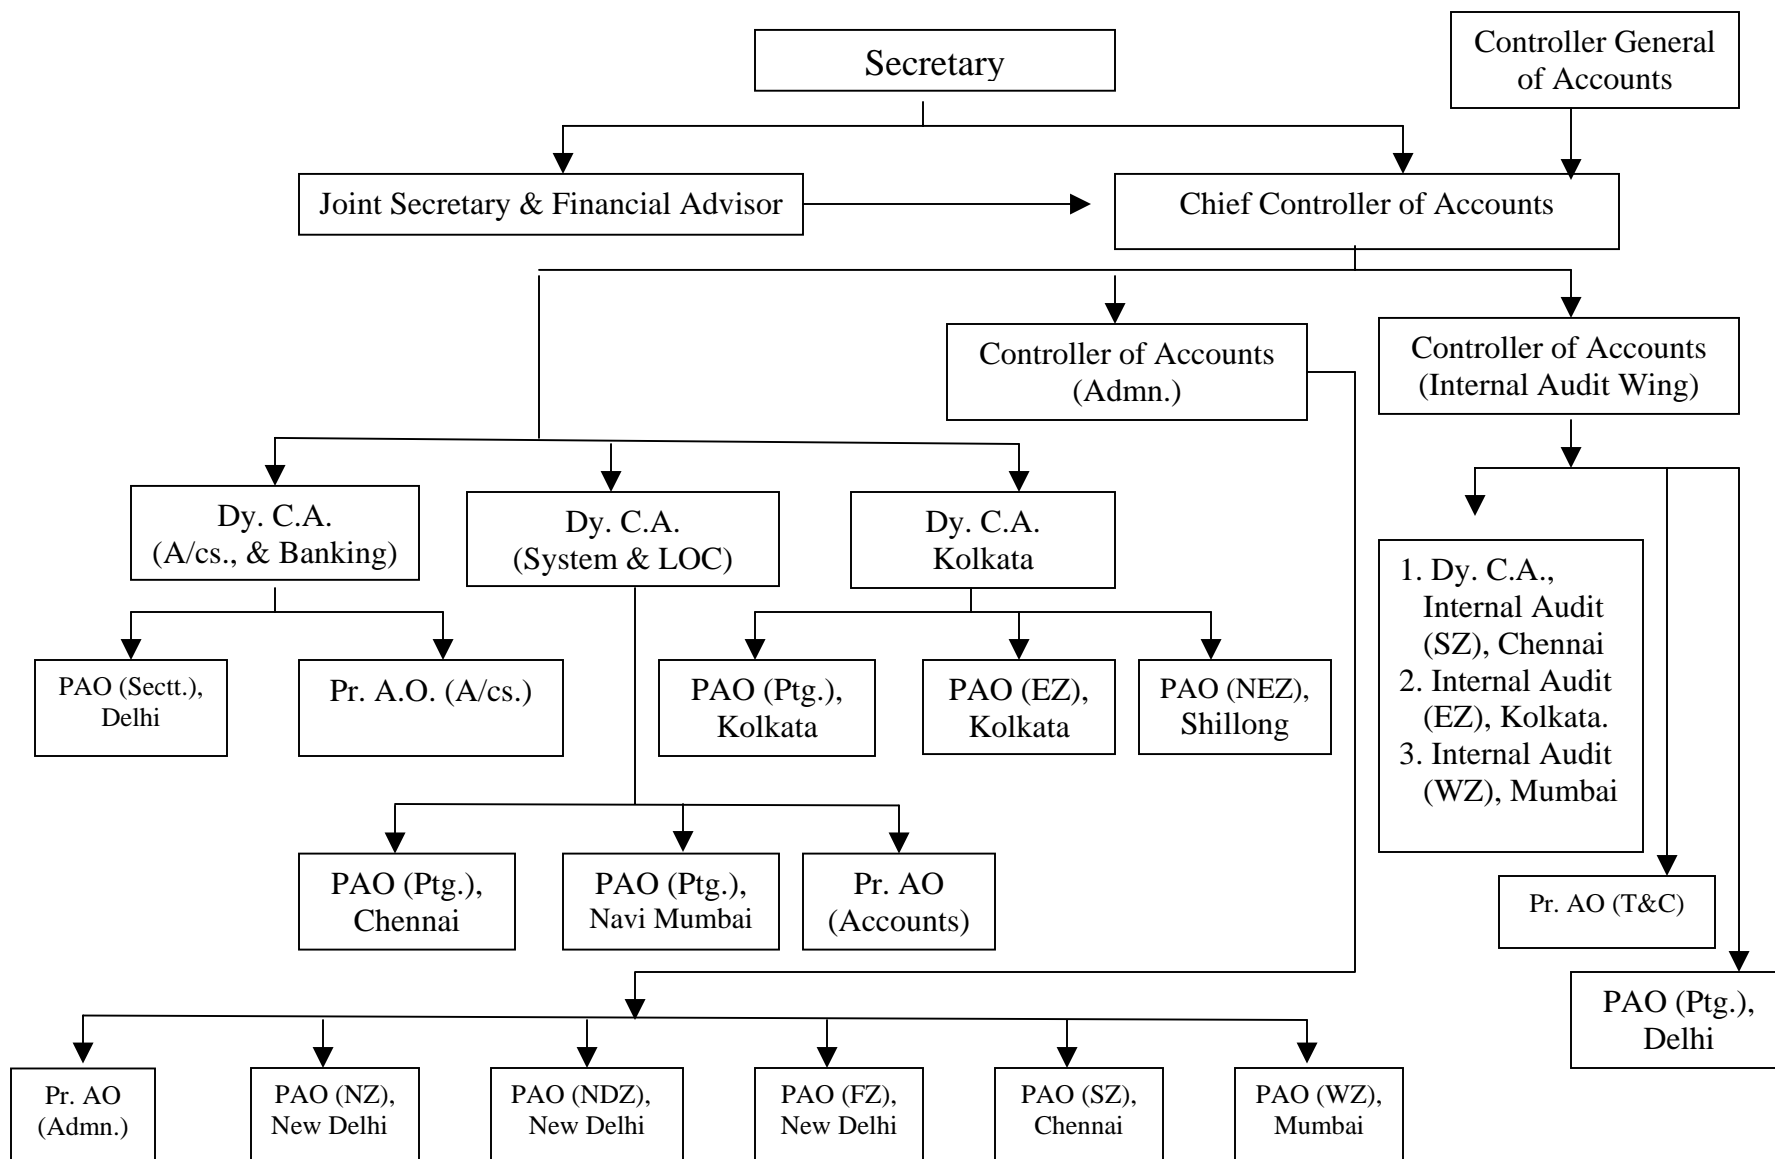 Secretary
Controller General
of Accounts
Joint Secretary & Financial Advisor
Chief Controller of Accounts
Controller of Accounts
(Admn.)
Controller of Accounts
(Internal Audit Wing)
Dy. C.A.
(A/cs., & Banking)
Dy. C.A.
(System & LOC)
Dy. C.A.
Kolkata
1. Dy. C.A.,
Internal Audit
(SZ), Chennai
2. Internal Audit
(EZ), Kolkata.
3. Internal Audit
(WZ), Mumbai
PAO (Sectt.),
Delhi
Pr. A.O. (A/cs.)
PAO (Ptg.),
Kolkata
PAO (EZ),
Kolkata
PAO (NEZ),
Shillong
PAO (Ptg.),
Chennai
PAO (Ptg.),
Navi Mumbai
Pr. AO
(Accounts)
Pr. AO (T&C)
PAO (Ptg.),
Delhi
Pr. AO
(Admn.)
PAO (NZ),
New Delhi
PAO (NDZ),
New Delhi
PAO (FZ),
New Delhi
PAO (SZ),
Chennai
PAO (WZ),
Mumbai